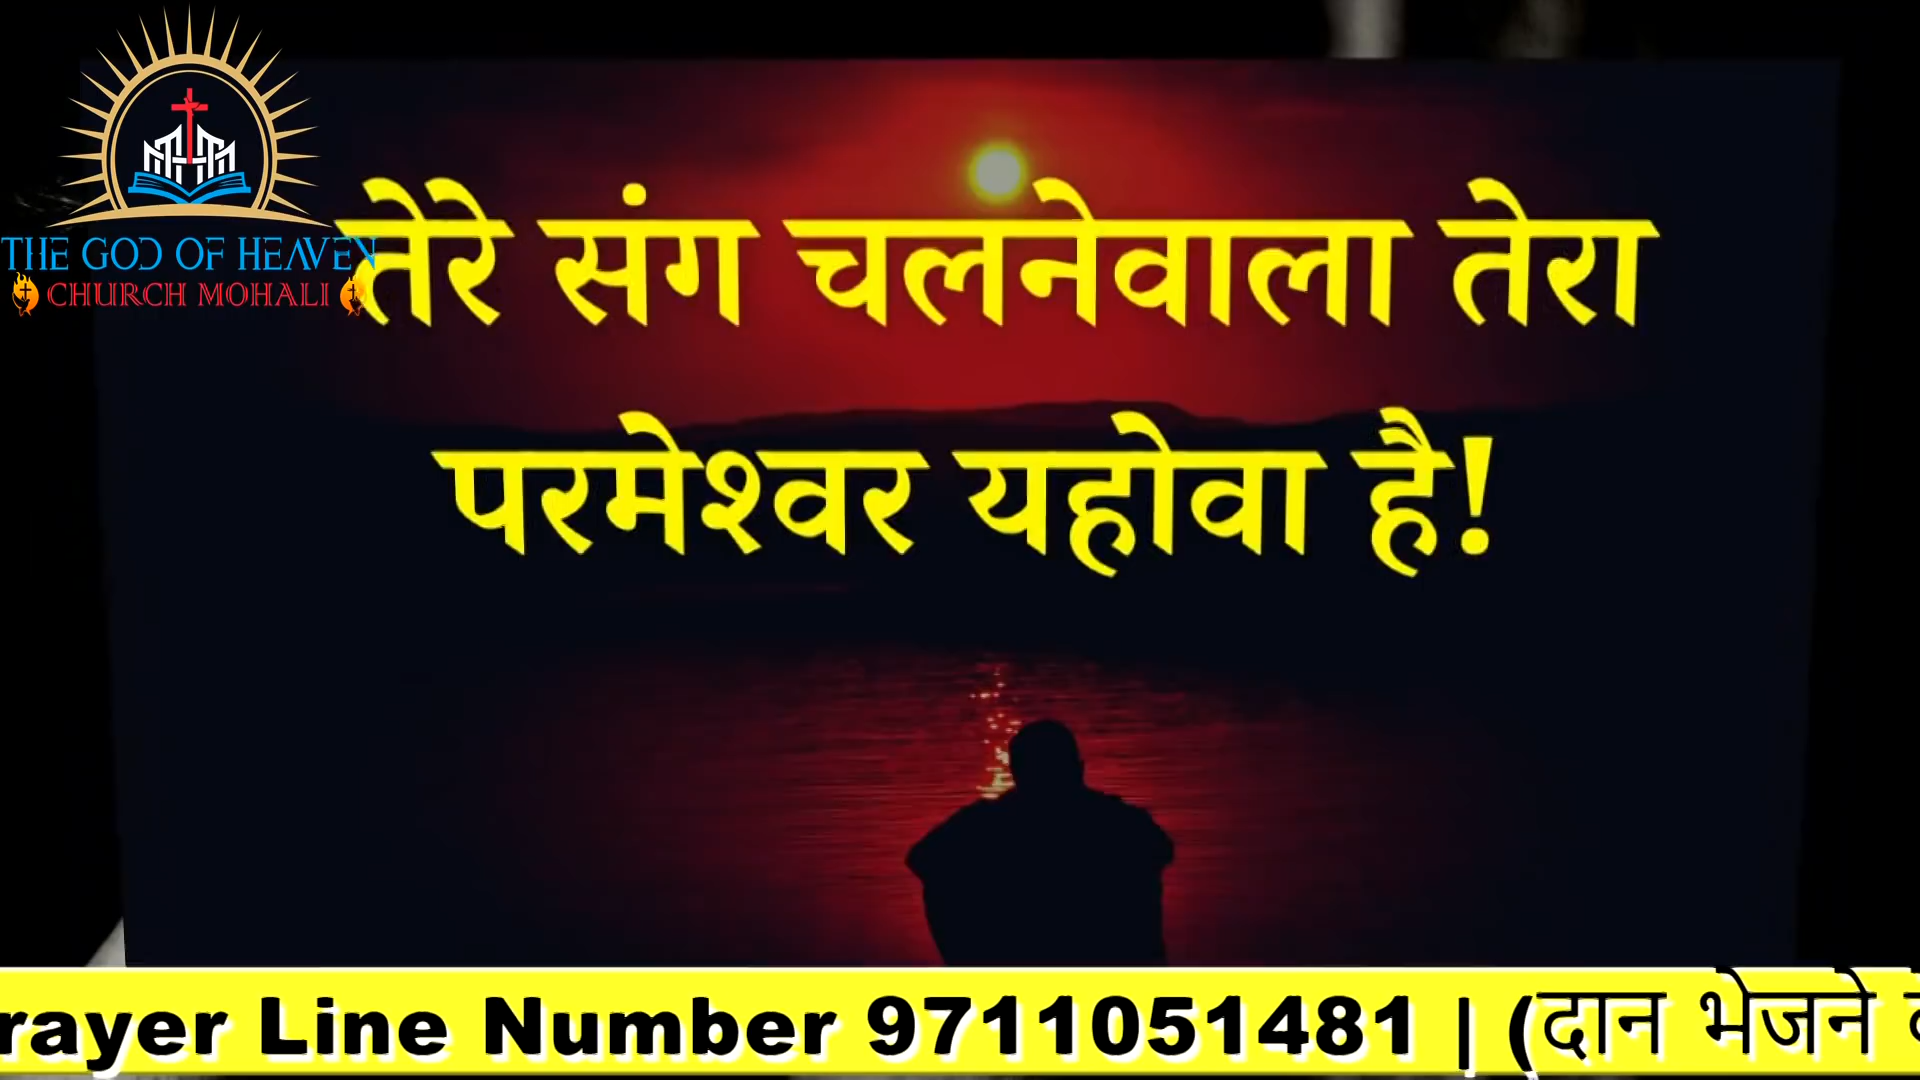 THE GOD OF HEAVEN
CHURCH MOHALI
तेरे संग चलनेवाला तेरा
परमेश्वर यहोवा है!
rayer Line Number 9711051481 | (दान भेजने